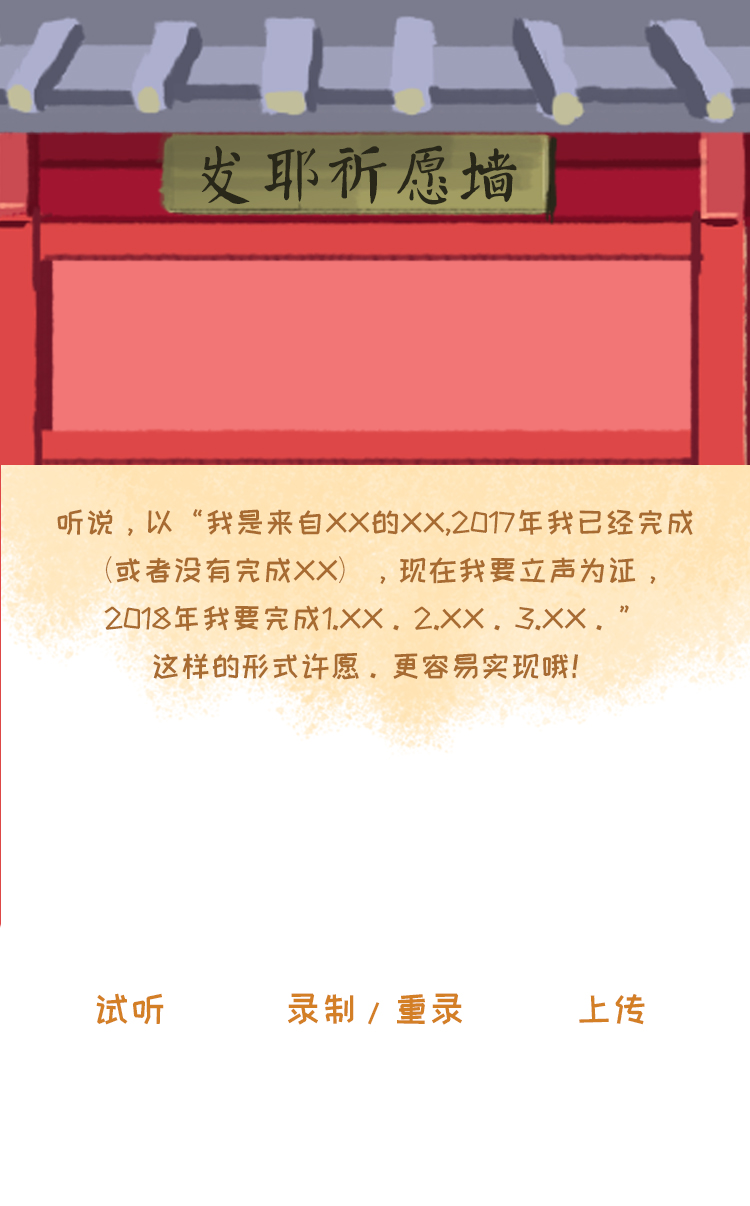 发耶祈愿墙
听说，以“我是来自XX的XX,2017年我已经完成
（或者没有完成XX），现在我要立声为证，
2018年我要完成1.XX．2.XX．3.XX．”
这样的形式许愿．更容易实现哦!
试听 录制/重录 上传